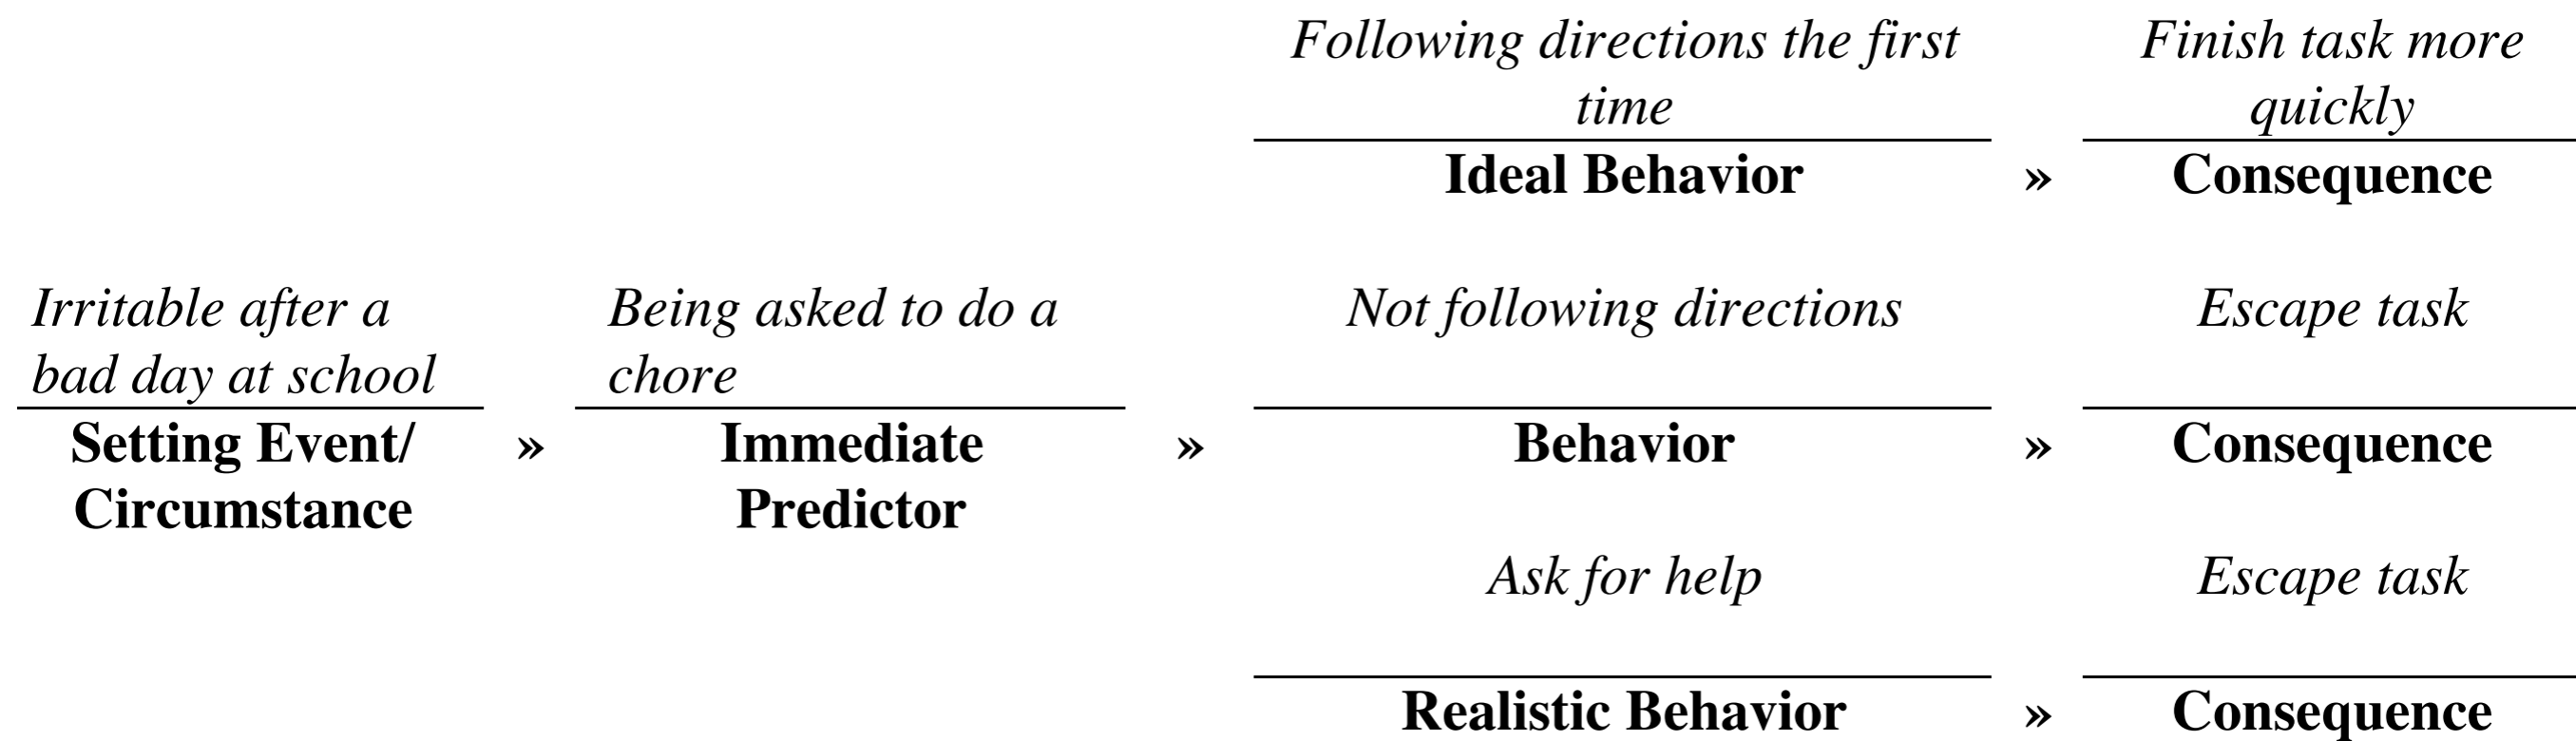 Following directions the first
time
Finish task more
quickly
Ideal Behavior
»
Consequence
Irritable after a
bad day at school
Being asked to do a
chore
Not following directions
Escape task
Setting Event/
Circumstance
»
Immediate
Predictor
»
Behavior
»
Consequence
Ask for help
Escape task
Realistic Behavior
»
Consequence